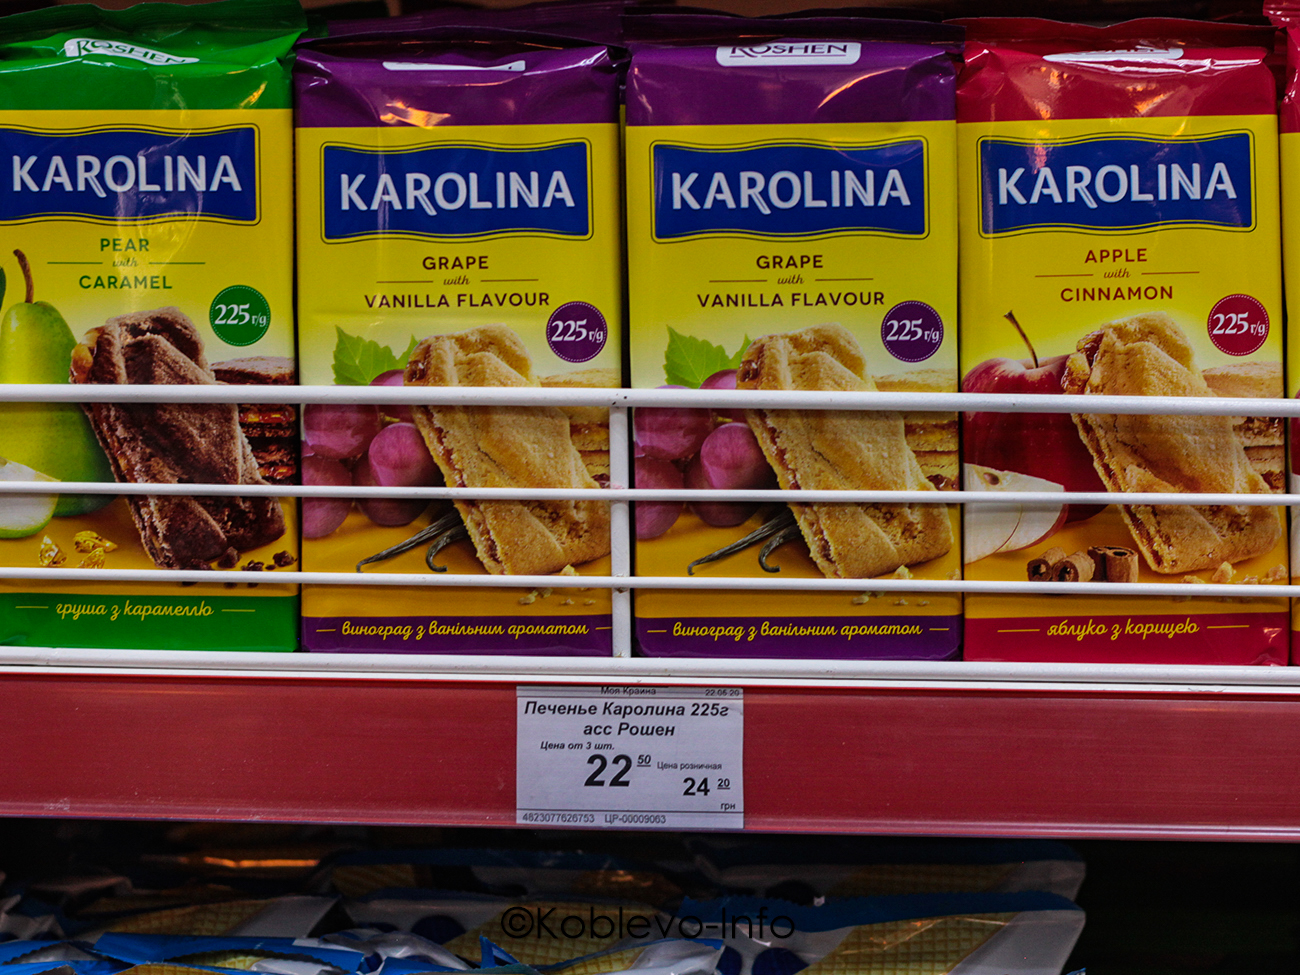 ROSHEN
KAROLINA
PEAR
with
CARAMEL
225 г/g
груша з карамеллю
KAROLINA
GRAPE
with
VANILLA FLAVOUR
225 г/g
виноград з ванільним ароматом
ROSHEN
KAROLINA
GRAPE
with
VANILLA FLAVOUR
225 г/g
виноград з ванільним ароматом
KAROLINA
APPLE
with
CINNAMON
225 г/g
яблуко з корицею
Моя Краина 22.05.20
Печенье Каролина 225г
асс Рошен
Цена от 3 шт.
22 50 Цена розничная
24 20
грн
4823077626753 ЦР-00009063
©Koblevo-Info